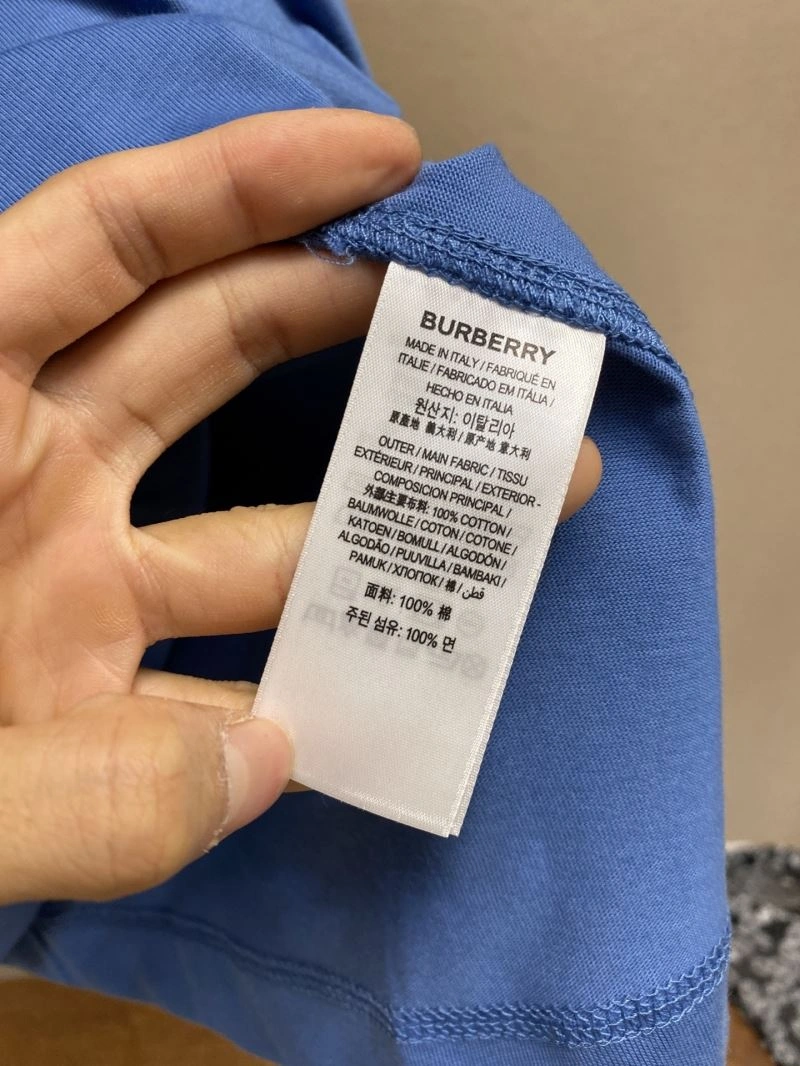 BURBERRY
MADE IN ITALY / FABRIQUÉ EN
ITALIE / FABRICADO EM ITÁLIA /
HECHO EN ITALIA
원산지: 이탈리아
原產地 義大利 / 原产地 意大利
OUTER / MAIN FABRIC / TISSU
EXTÉRIEUR / PRINCIPAL / EXTERIOR -
COMPOSICION PRINCIPAL /
外部主要布料: 100% COTTON /
BAUMWOLLE / COTON / COTONE /
KATOEN / BOMULL / ALGODÓN /
ALGODÃO / PUUVILLA / BAMBAKI /
PAMUK / ХЛОПОК / 棉 / قطن
面料: 100% 棉
주된 섬유: 100% 면